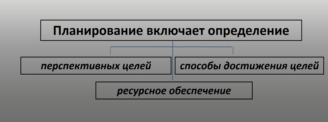 Планирование включает определение
перспективных целей
способы достижения целей
ресурсное обеспечение